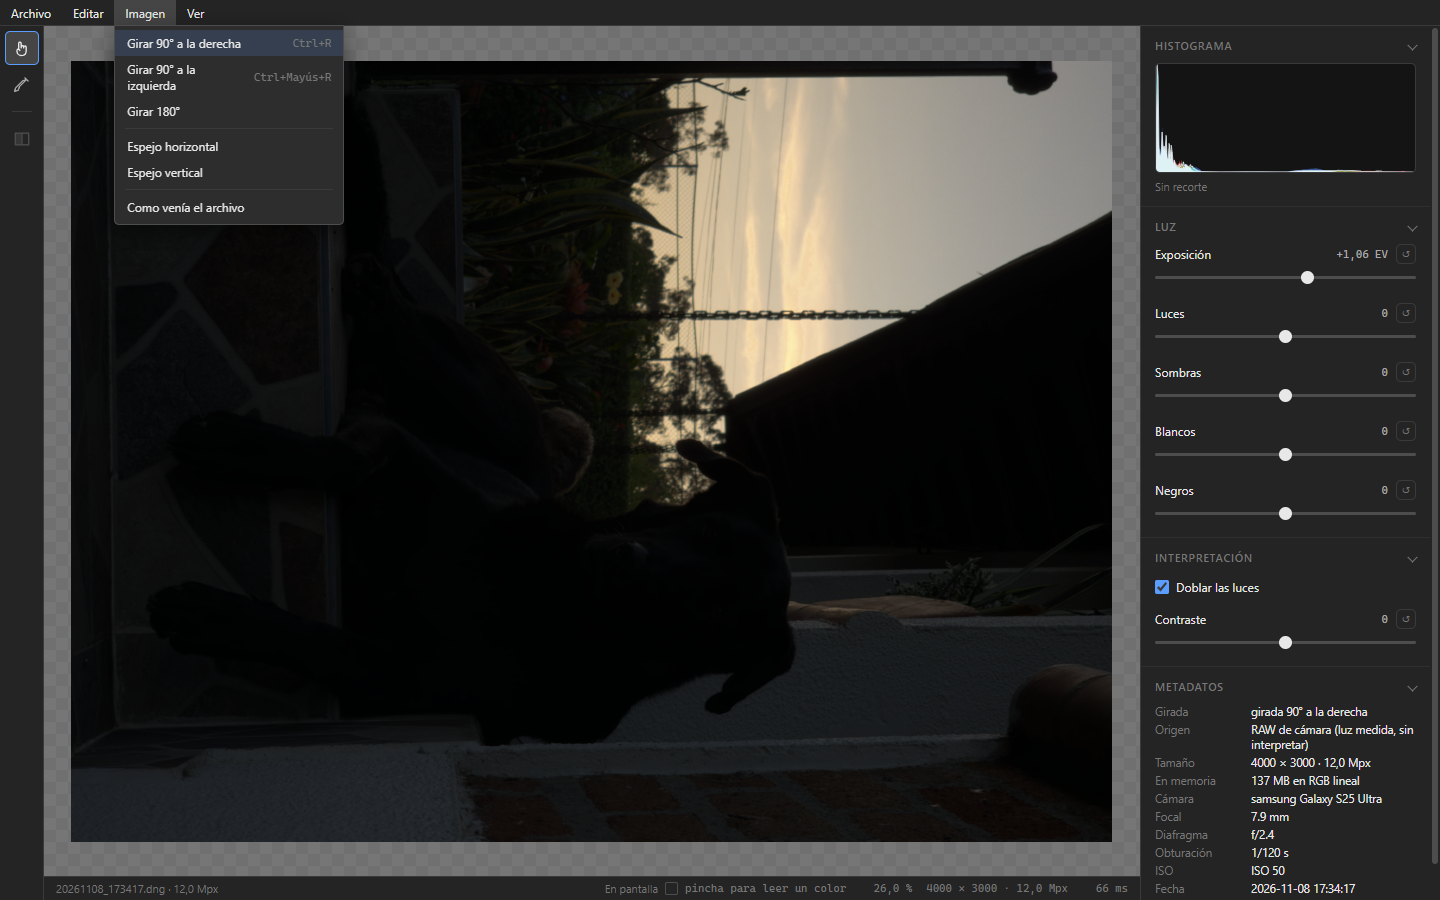 Archivo Editar Imagen Ver
Girar 90° a la derecha Ctrl+R
Girar 90° a la izquierda Ctrl+Mayús+R
Girar 180°
Espejo horizontal
Espejo vertical
Como venía el archivo
HISTOGRAMA
Sin recorte
LUZ
Exposición +1,06 EV
Luces 0
Sombras 0
Blancos 0
Negros 0
INTERPRETACIÓN
Doblar las luces
Contraste 0
METADATOS
Girada girada 90° a la derecha
Origen RAW de cámara (luz medida, sin
interpretar)
Tamaño 4000 × 3000 · 12,0 Mpx
En memoria 137 MB en RGB lineal
Cámara samsung Galaxy S25 Ultra
Focal 7.9 mm
Diafragma f/2.4
Obturación 1/120 s
ISO ISO 50
Fecha 2026-11-08 17:34:17
20261108_173417.dng · 12,0 Mpx
En pantalla pincha para leer un color 26,0 % 4000 × 3000 · 12,0 Mpx 66 ms